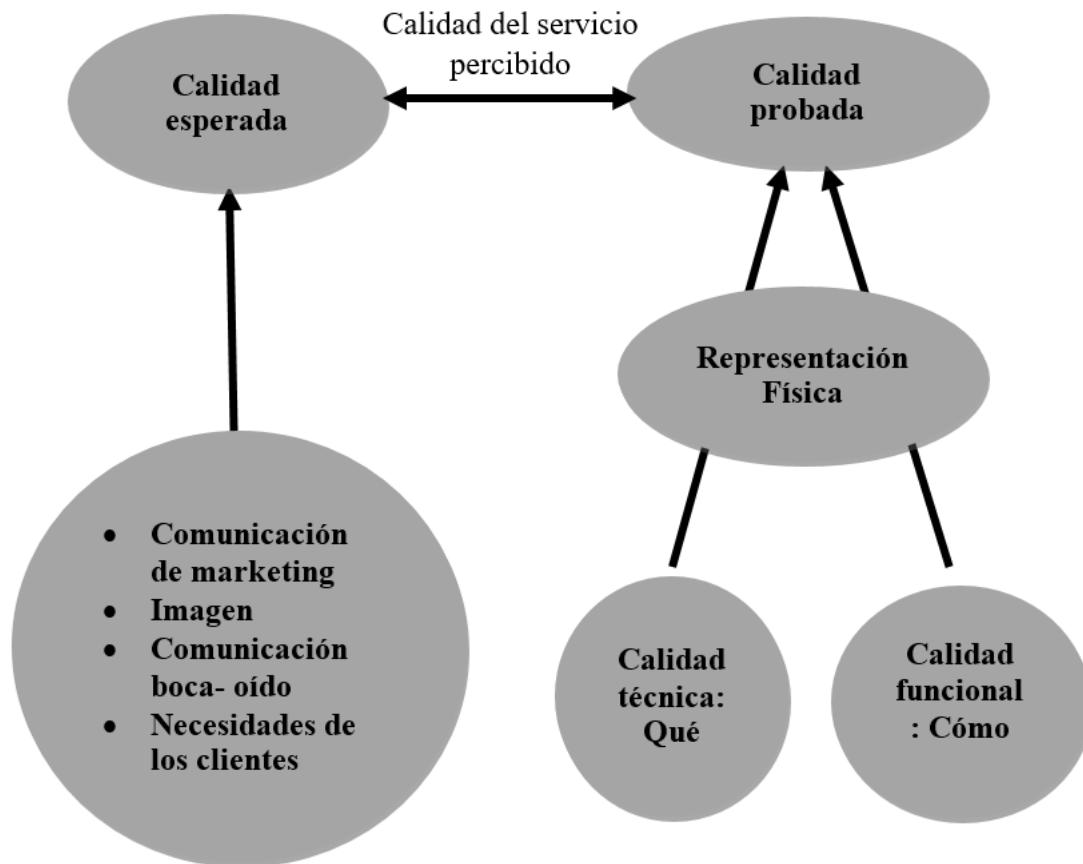 Calidad del servicio
percibido
Calidad
esperada
Calidad
probada
Representación
Física
• Comunicación
de marketing
• Imagen
• Comunicación
boca- oído
• Necesidades de
los clientes
Calidad
técnica:
Qué
Calidad
funcional
: Cómo